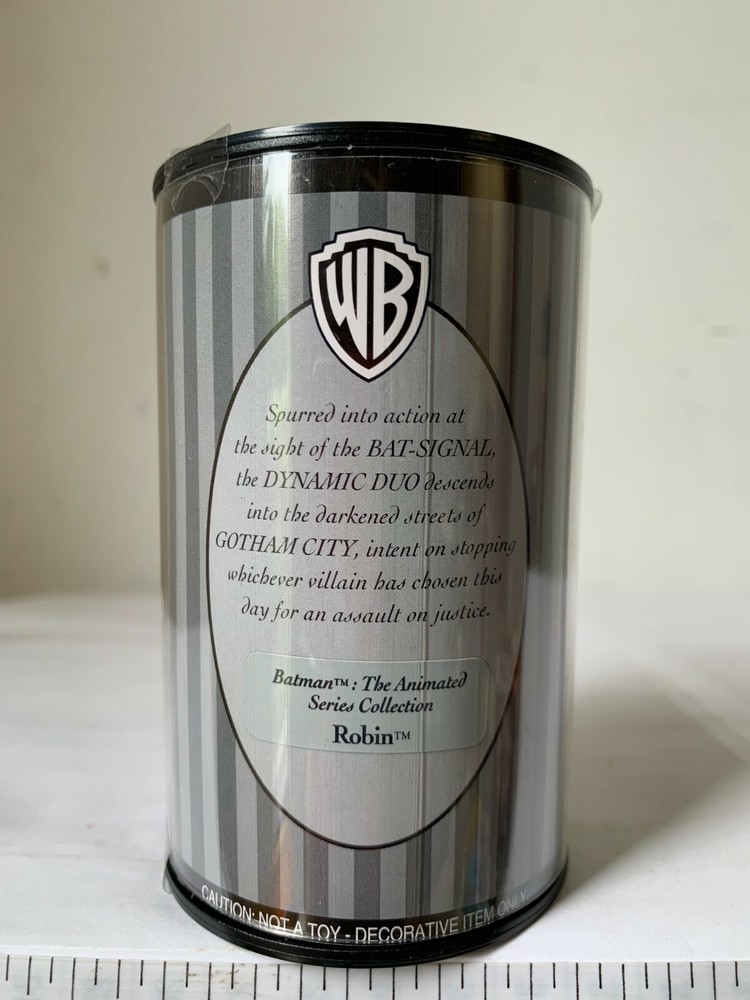 WB
Spurred into action at
the sight of the BAT-SIGNAL,
the DYNAMIC DUO descends
into the darkened streets of
GOTHAM CITY, intent on stopping
whichever villain has chosen this
day for an assault on justice.
Batman™: The Animated
Series Collection
Robin™
CAUTION: NOT A TOY - DECORATIVE ITEM ONLY